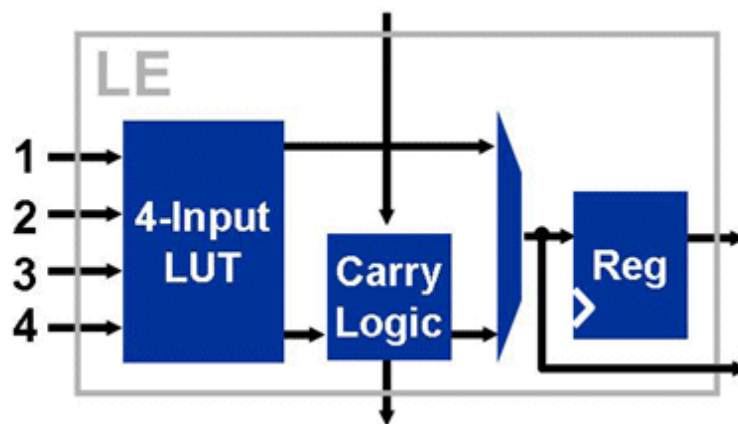 LE
1
2
3
4
4-Input
LUT
Carry
Logic
Reg